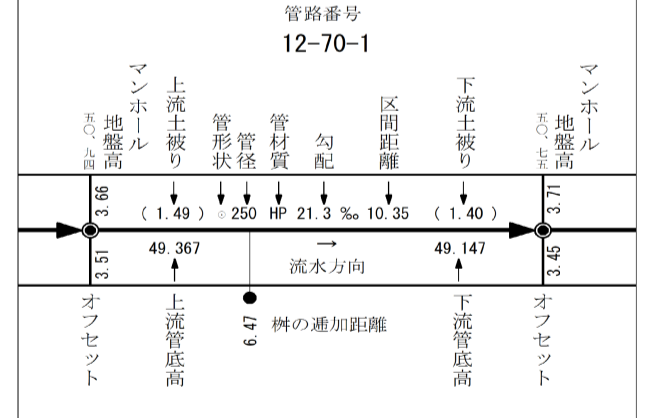 管路番号
12-70-1
マンホール
地盤高
五〇、九四
上流土被り
管形状
管径
管材質
勾配
区間距離
下流土被り
マンホール
地盤高
五〇、七五
3.66
(1.49) ◎ 250 HP 21.3 ‰ 10.35 (1.40)
3.71
3.51
49.367
→
流水方向
49.147
3.45
オフセット
上流管底高
6.47
桝の逓加距離
下流管底高
オフセット